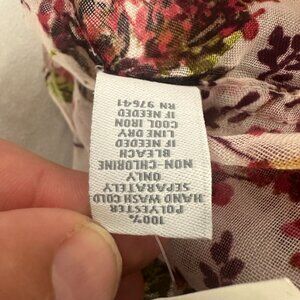 100%
POLYESTER
HAND WASH COLD
SEPARATELY
ONLY
NON-CHLORINE
BLEACH
IF NEEDED
LINE DRY
COOL IRON
IF NEEDED
RN 97641